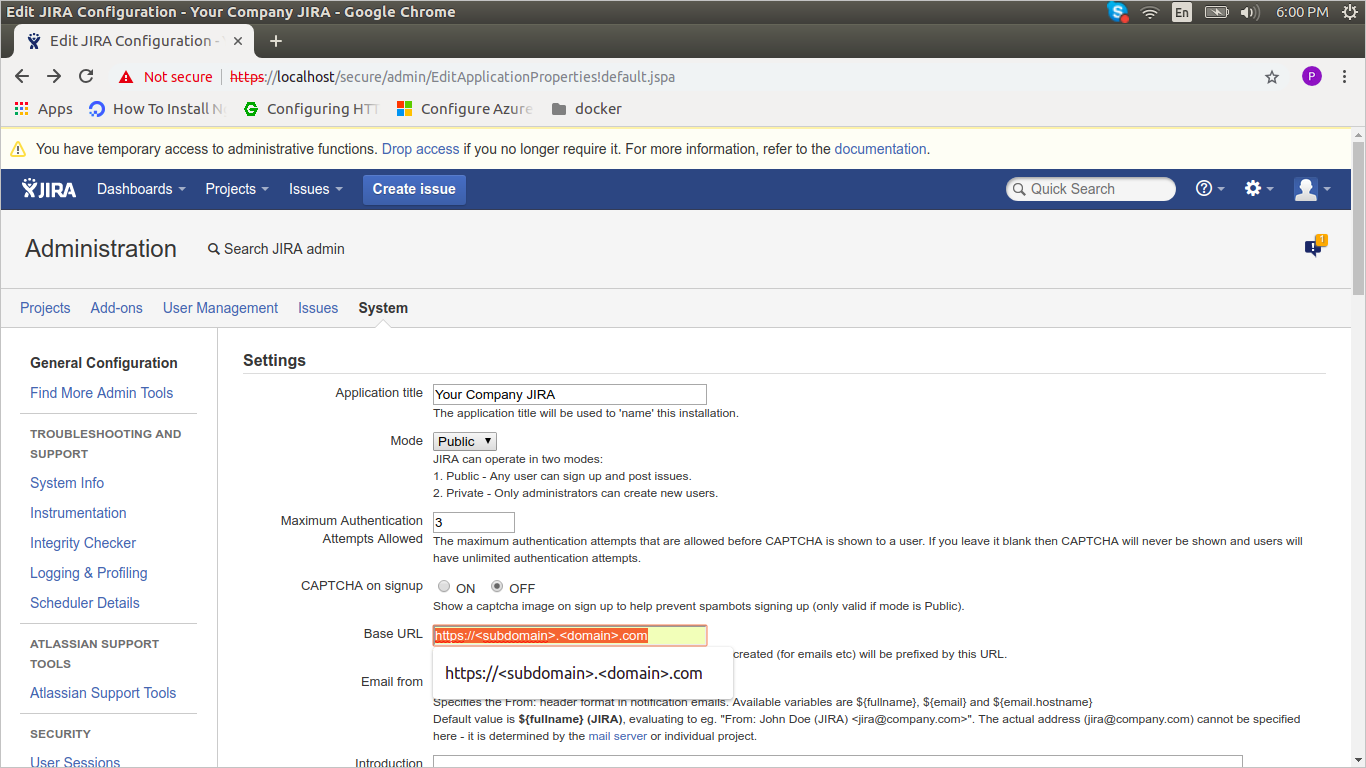 Edit JIRA Configuration - Your Company JIRA - Google Chrome
En
6:00 PM
Edit JIRA Configuration -
Not secure
https://localhost/secure/admin/EditApplicationProperties!default.jspa
P
Apps
How To Install N
Configuring HTT
Configure Azure
docker
You have temporary access to administrative functions. Drop access if you no longer require it. For more information, refer to the documentation.
JIRA
Dashboards
Projects
Issues
Create issue
Quick Search
Administration
Search JIRA admin
1
Projects
Add-ons
User Management
Issues
System
General Configuration
Find More Admin Tools
TROUBLESHOOTING AND
SUPPORT
System Info
Instrumentation
Integrity Checker
Logging & Profiling
Scheduler Details
ATLASSIAN SUPPORT
TOOLS
Atlassian Support Tools
SECURITY
User Sessions
Settings
Application title
Your Company JIRA
The application title will be used to 'name' this installation.
Mode
Public
JIRA can operate in two modes:
1. Public - Any user can sign up and post issues.
2. Private - Only administrators can create new users.
Maximum Authentication
Attempts Allowed
3
The maximum authentication attempts that are allowed before CAPTCHA is shown to a user. If you leave it blank then CAPTCHA will never be shown and users will
have unlimited authentication attempts.
CAPTCHA on signup
ON
OFF
Show a captcha image on sign up to help prevent spambots signing up (only valid if mode is Public).
Base URL
https://<subdomain>.<domain>.com
created (for emails etc) will be prefixed by this URL.
https://<subdomain>.<domain>.com
Email from
Specifies the From: header format in notification emails. Available variables are ${fullname}, ${email} and ${email.hostname}
Default value is ${fullname} (JIRA), evaluating to eg. "From: John Doe (JIRA) <jira@company.com>". The actual address (jira@company.com) cannot be specified
here - it is determined by the mail server or individual project.
Introduction